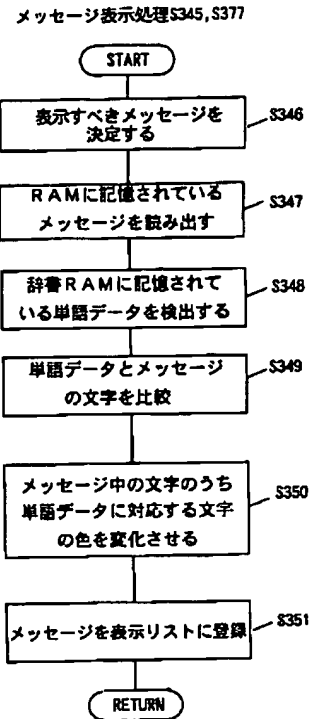 メッセージ表示処理S345,S377
START
表示すべきメッセージを
決定する
S346
RAMに記憶されている
メッセージを読み出す
S347
辞書RAMに記憶されて
いる単語データを検出する
S348
単語データとメッセージ
の文字を比較
S349
メッセージ中の文字のうち
単語データに対応する文字
の色を変化させる
S350
メッセージを表示リストに登録
S351
RETURN